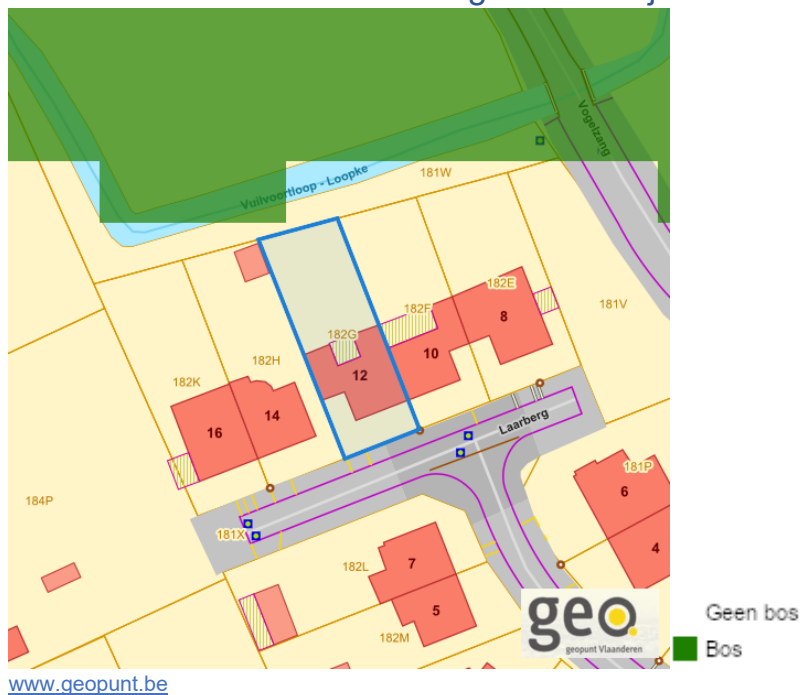 Vogelzang
181W
Vuilvoortloop - Loopke
182E
182F
181V
8
182G
10
182H
12
182K
14
16
Laarberg
181P
184P
6
181X
4
7
182L
5
182M
geo.
geopunt Vlaanderen
Geen bos
Bos
www.geopunt.be